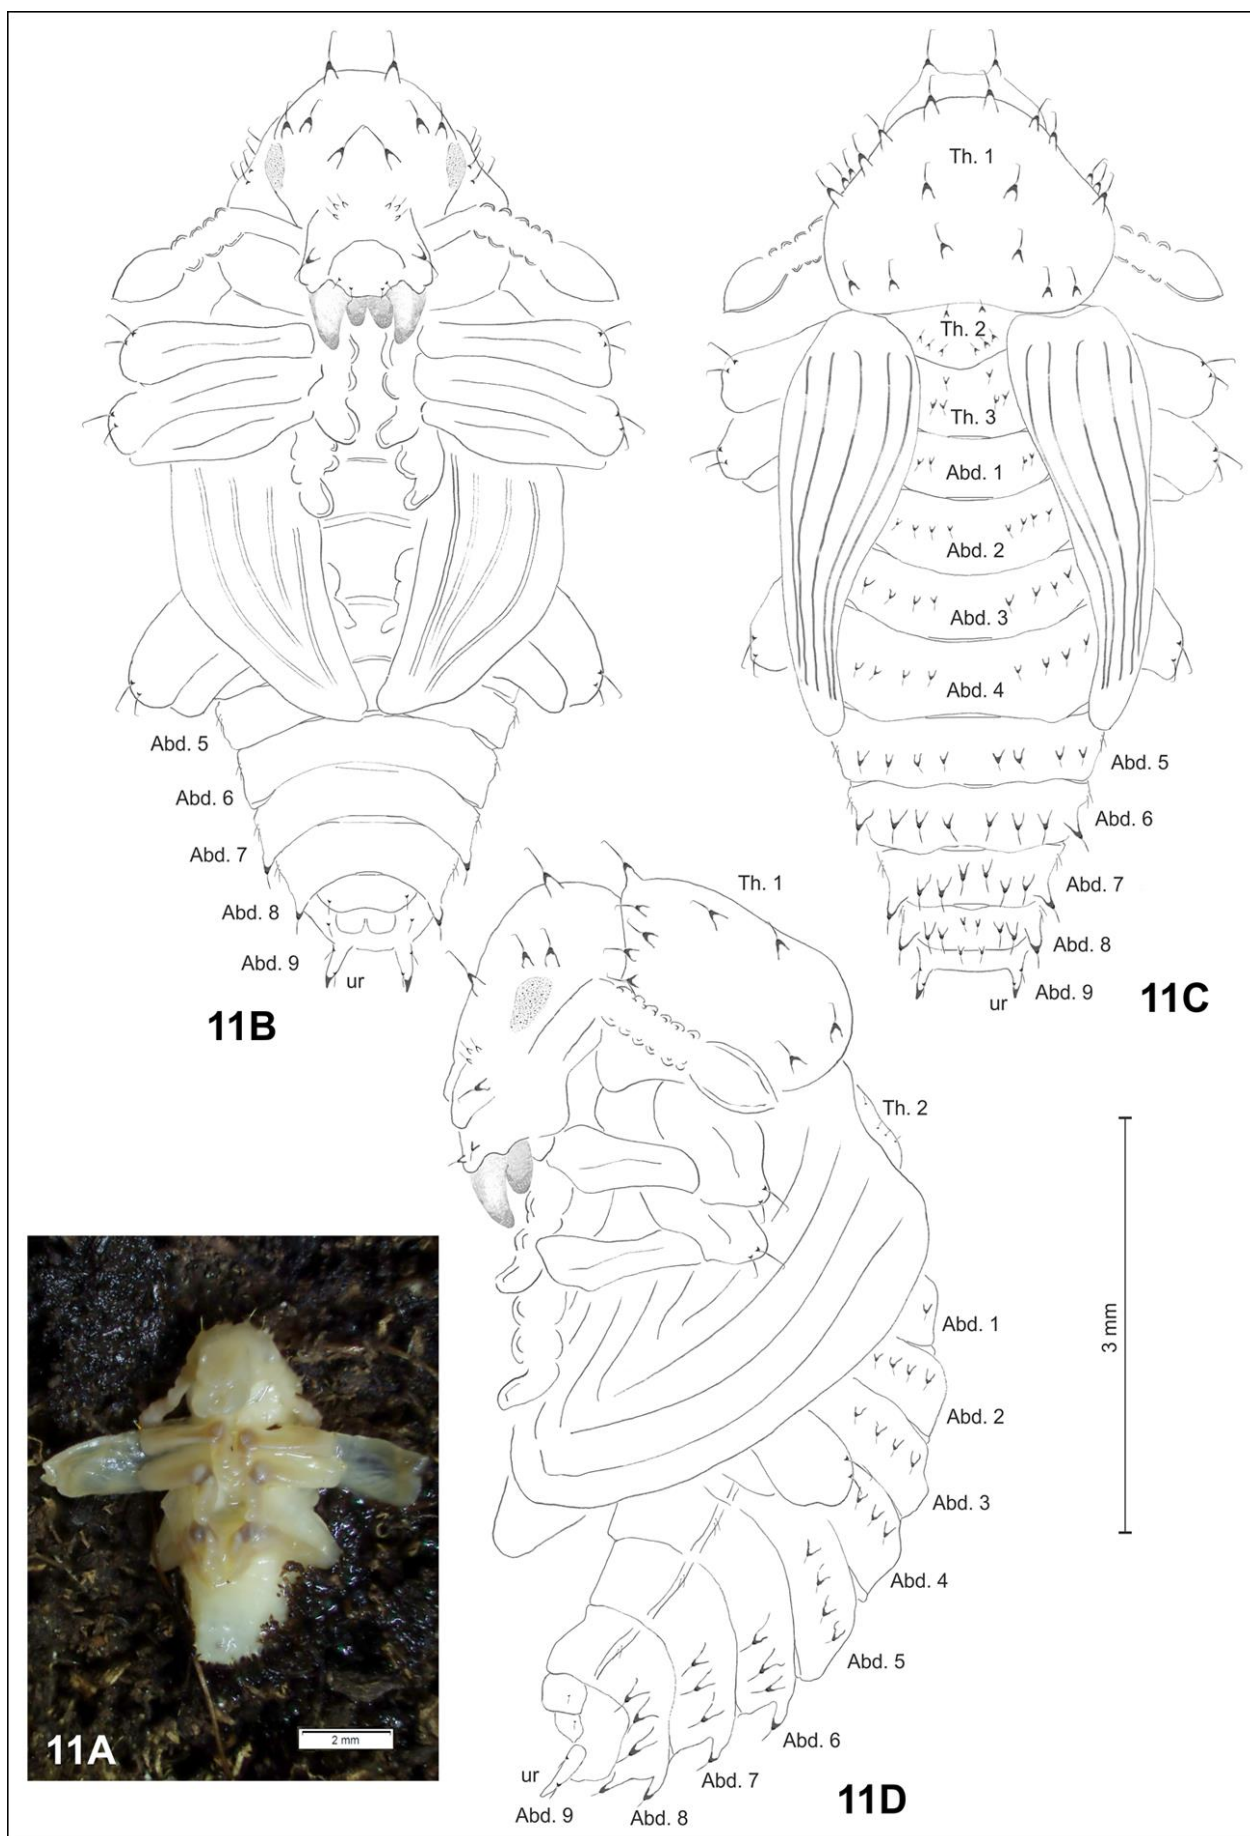 Th. 1
Th. 2
Th. 3
Abd. 1
Abd. 2
Abd. 3
Abd. 4
Abd. 5
Abd. 6
Abd. 7
Abd. 8
Abd. 9
ur
11B
Abd. 5
Abd. 6
Abd. 7
Abd. 8
ur
Abd. 9
11C
Th. 1
Th. 2
Abd. 1
Abd. 2
Abd. 3
Abd. 4
Abd. 5
Abd. 6
Abd. 7
ur
Abd. 9
Abd. 8
11D
3 mm
2 mm
11A